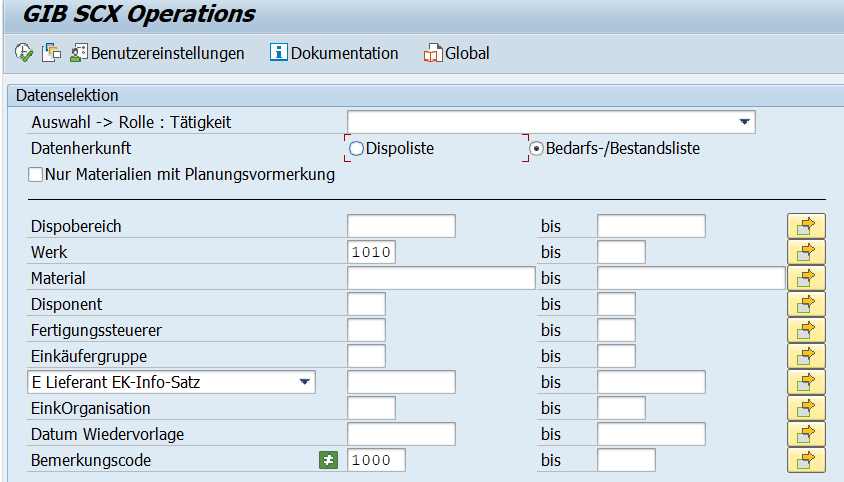 GIB SCX Operations
Benutzereinstellungen Dokumentation Global
Datenselektion
Auswahl -> Rolle : Tätigkeit
Datenherkunft Dispoliste Bedarfs-/Bestandsliste
Nur Materialien mit Planungsvormerkung
Dispobereich bis
Werk 1010 bis
Material bis
Disponent bis
Fertigungssteuerer bis
Einkäufergruppe bis
E Lieferant EK-Info-Satz bis
EinkOrganisation bis
Datum Wiedervorlage bis
Bemerkungscode ≠ 1000 bis